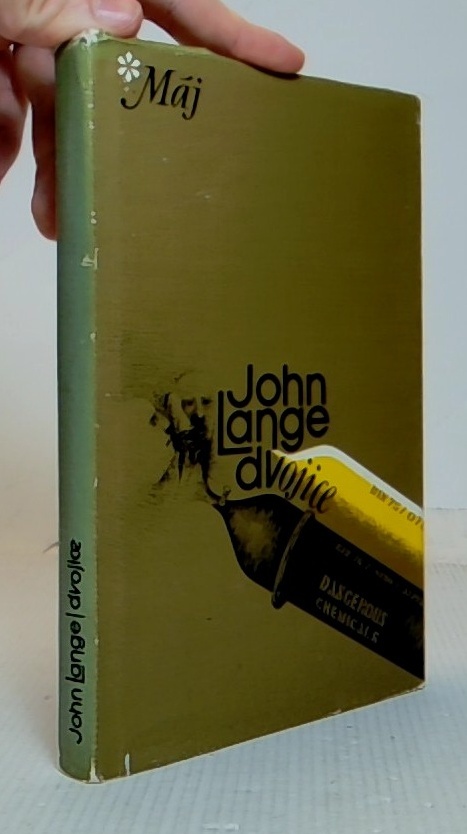 Máj
John
Lange
dvojice
DANGEROUS
CHEMICALS
John Lange | dvojice